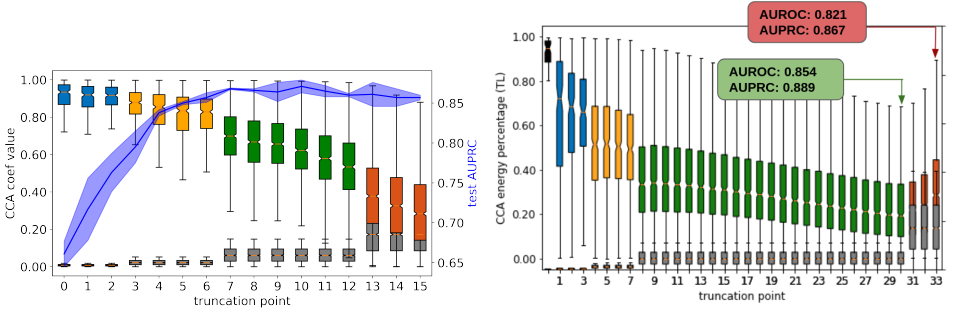 1.00
0.80
0.60
0.40
0.20
0.00
CCA coef value
0 1 2 3 4 5 6 7 8 9 10 11 12 13 14 15
truncation point
0.85
0.80
0.75
0.70
0.65
test AUPRC
AUROC: 0.821
AUPRC: 0.867
AUROC: 0.854
AUPRC: 0.889
1.00
0.80
0.60
0.40
0.20
0.00
CCA energy percentage (TL)
1 3 5 7 9 11 13 15 17 19 21 23 25 27 29 31 33
truncation point